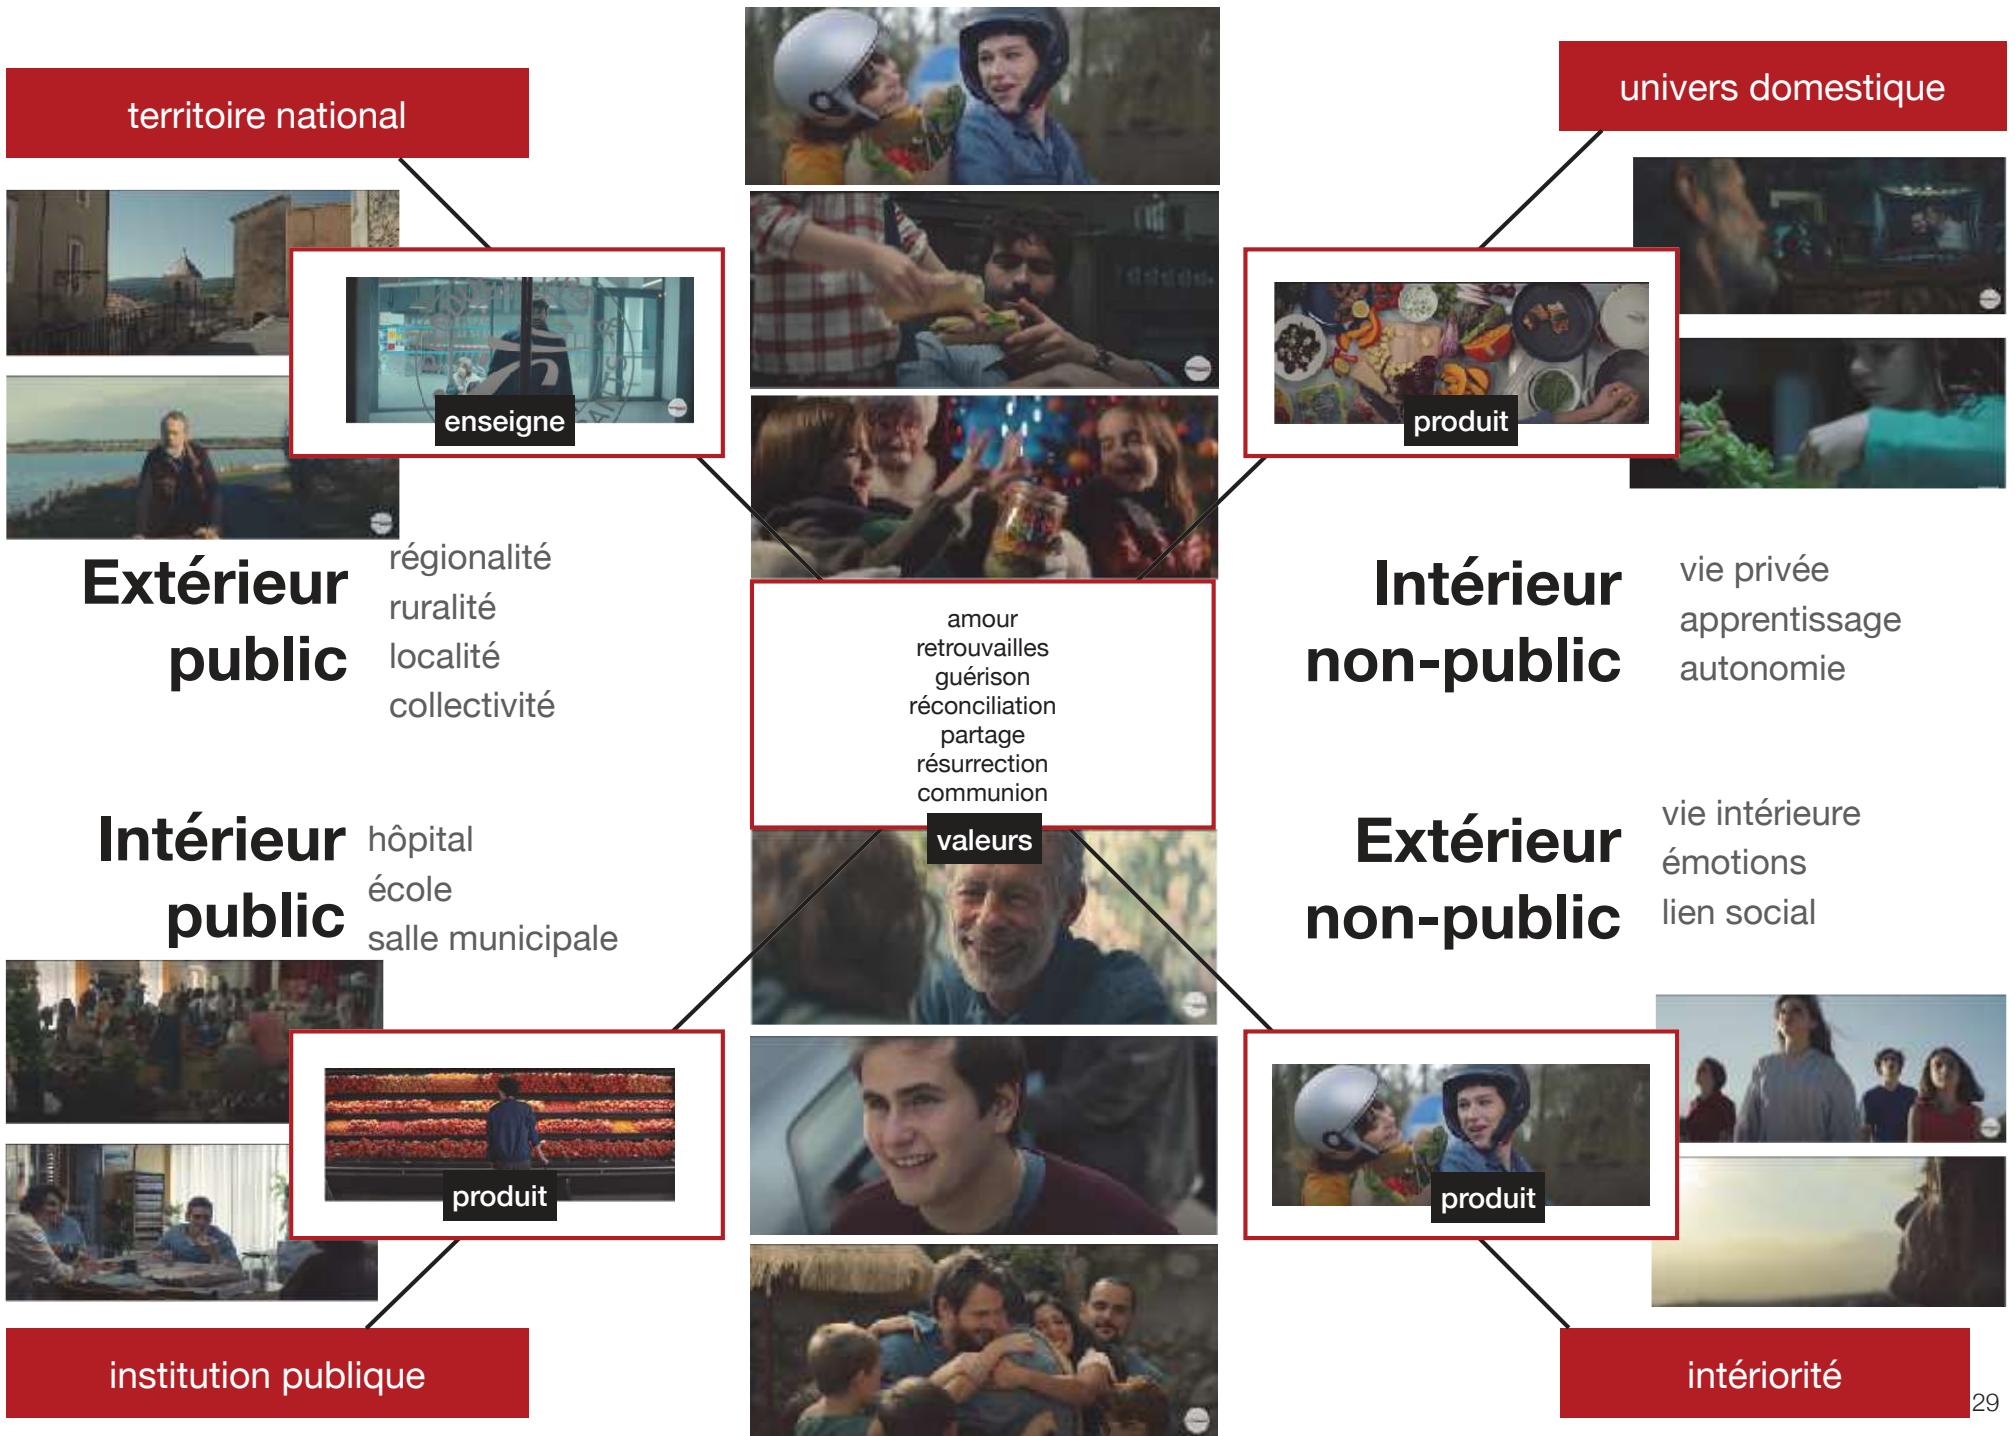 territoire national
univers domestique
enseigne
produit
Extérieur
public
régionalité
ruralité
localité
collectivité
amour
retrouvailles
guérison
réconciliation
partage
résurrection
communion
valeurs
Intérieur
non-public
vie privée
apprentissage
autonomie
Intérieur
public
hôpital
école
salle municipale
Extérieur
non-public
vie intérieure
émotions
lien social
produit
produit
institution publique
intériorité
29